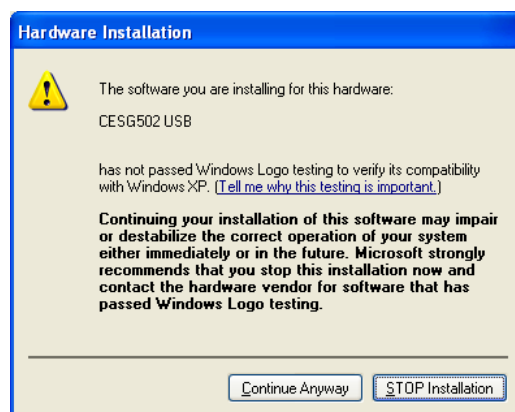 Hardware Installation
The software you are installing for this hardware:
CESG502 USB
has not passed Windows Logo testing to verify its compatibility
with Windows XP. (Tell me why this testing is important.)
Continuing your installation of this software may impair
or destabilize the correct operation of your system
either immediately or in the future. Microsoft strongly
recommends that you stop this installation now and
contact the hardware vendor for software that has
passed Windows Logo testing.
Continue Anyway
STOP Installation